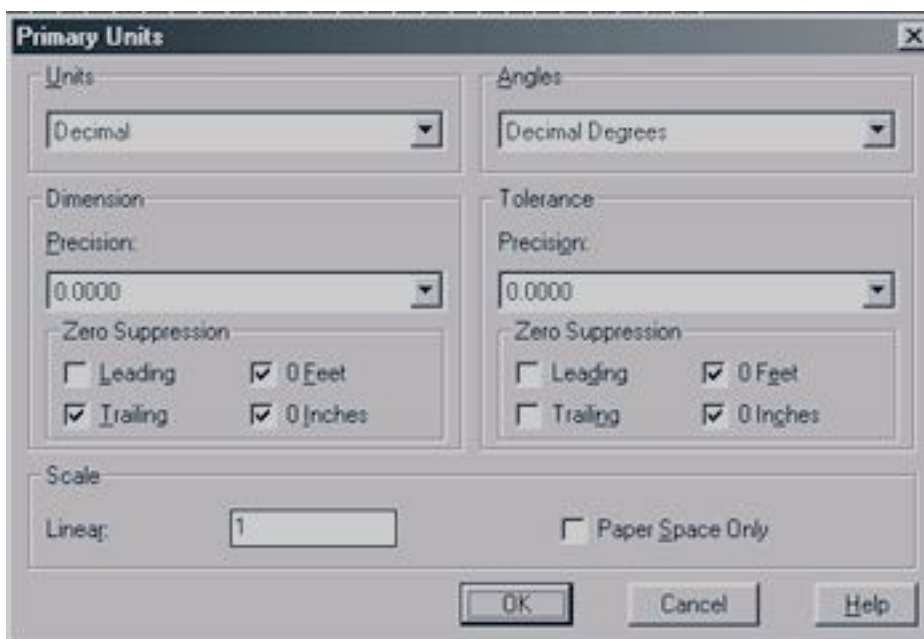 Primary Units
Units
Angles
Decimal
Decimal Degrees
Dimension
Tolerance
Precision:
Precision:
0.0000
0.0000
Zero Suppression
Zero Suppression
Leading
0 Feet
Leading
0 Feet
Trailing
0 Inches
Trailing
0 Inches
Scale
Linear:
1
Paper Space Only
OK
Cancel
Help